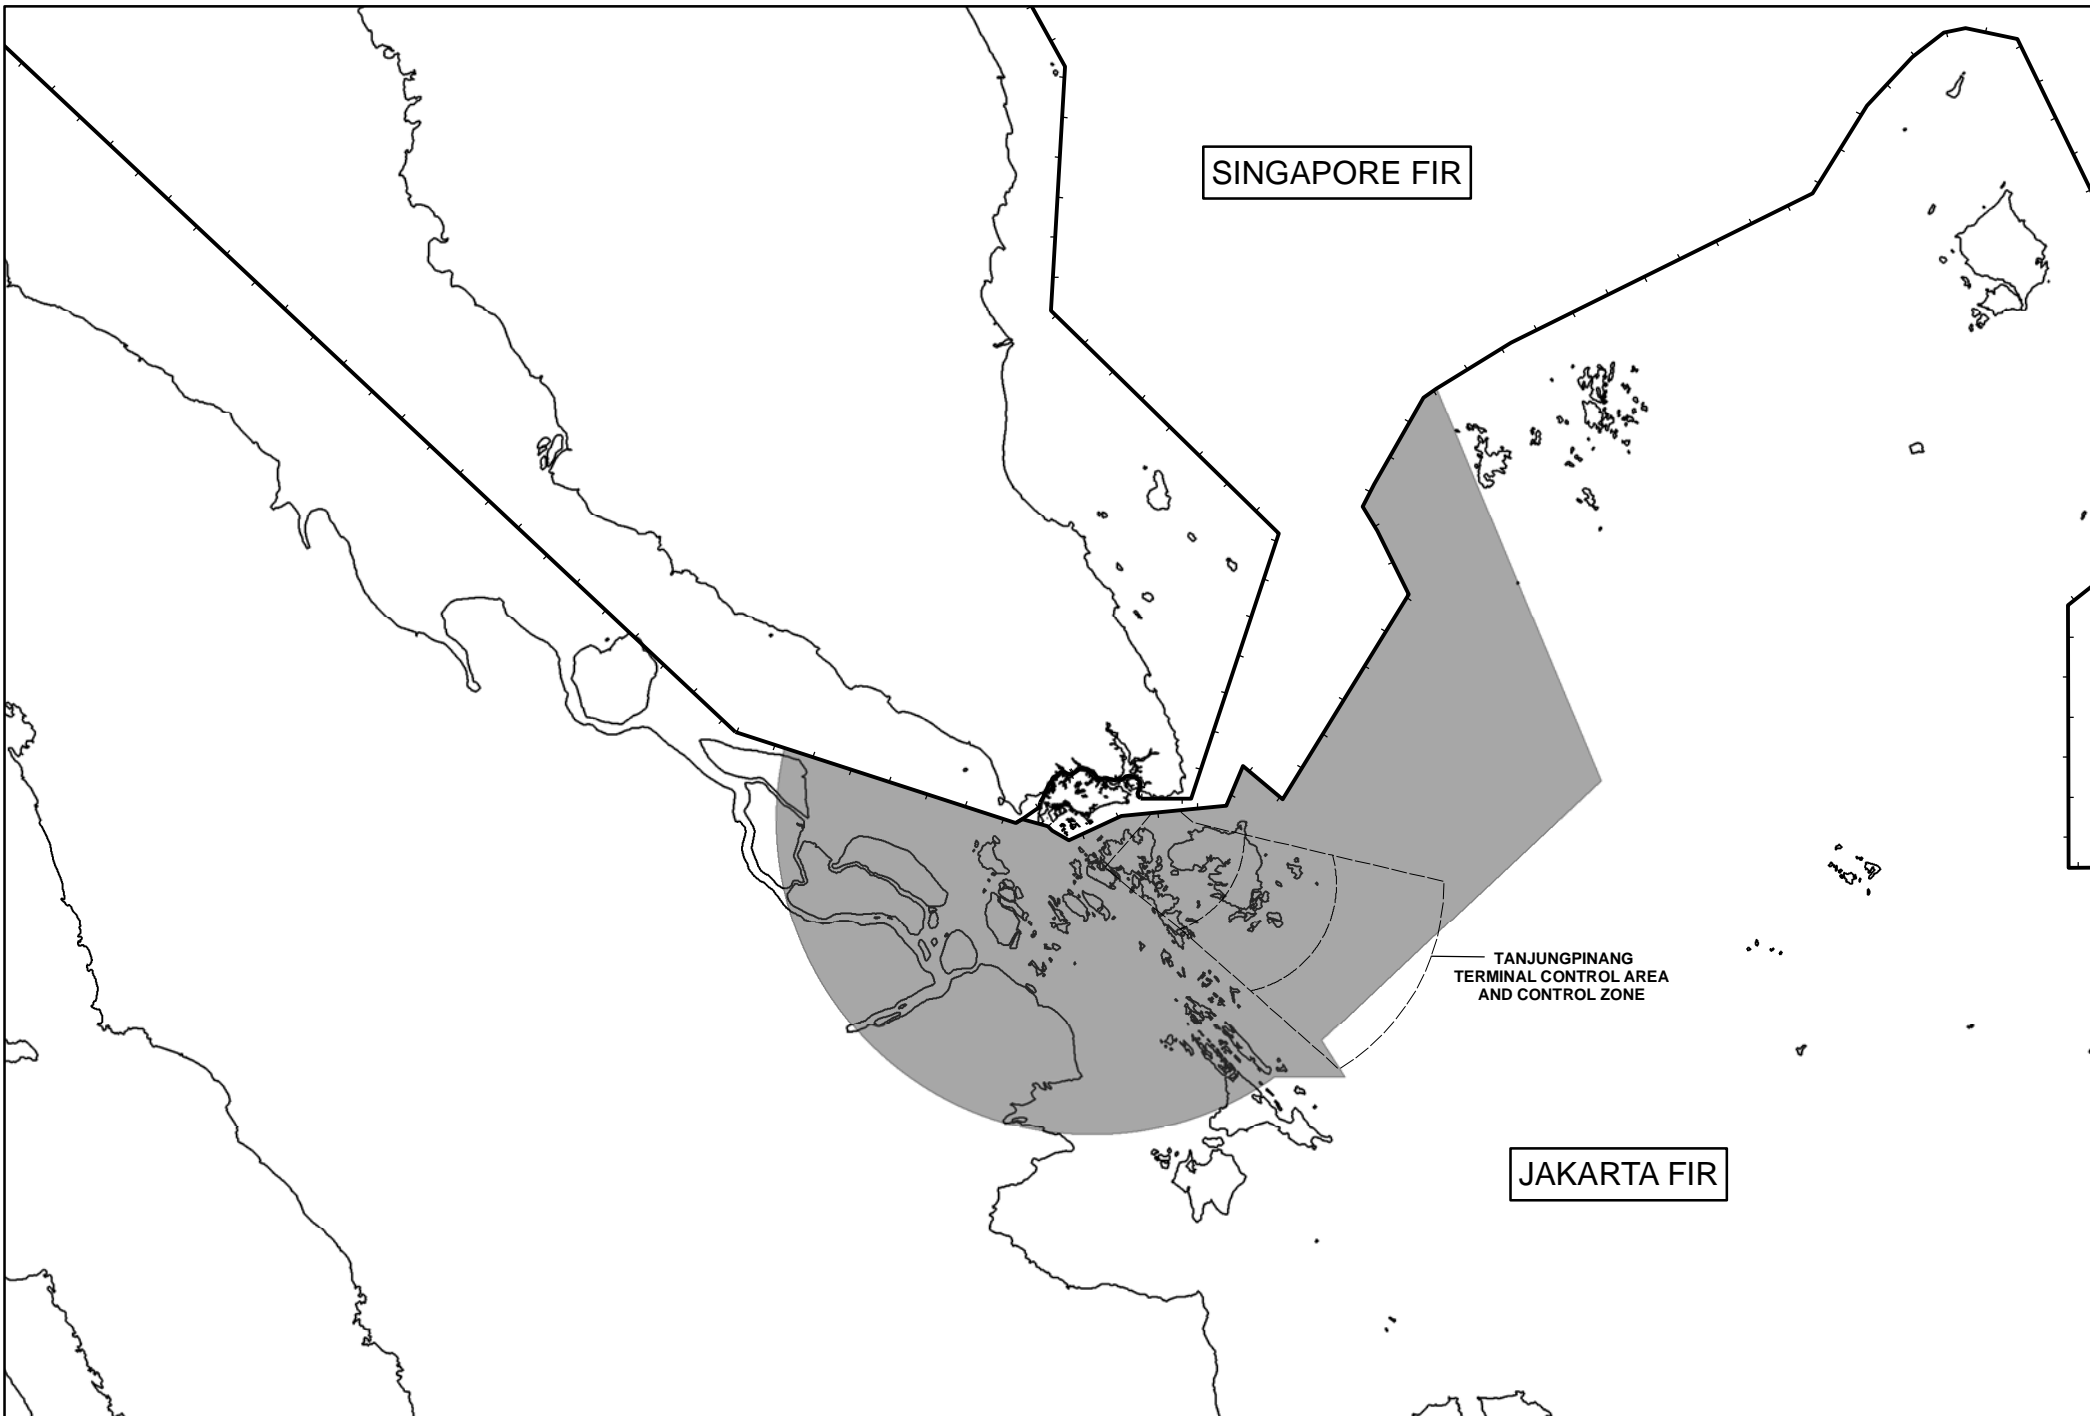 SINGAPORE FIR
TANJUNGPINANG
TERMINAL CONTROL AREA
AND CONTROL ZONE
JAKARTA FIR